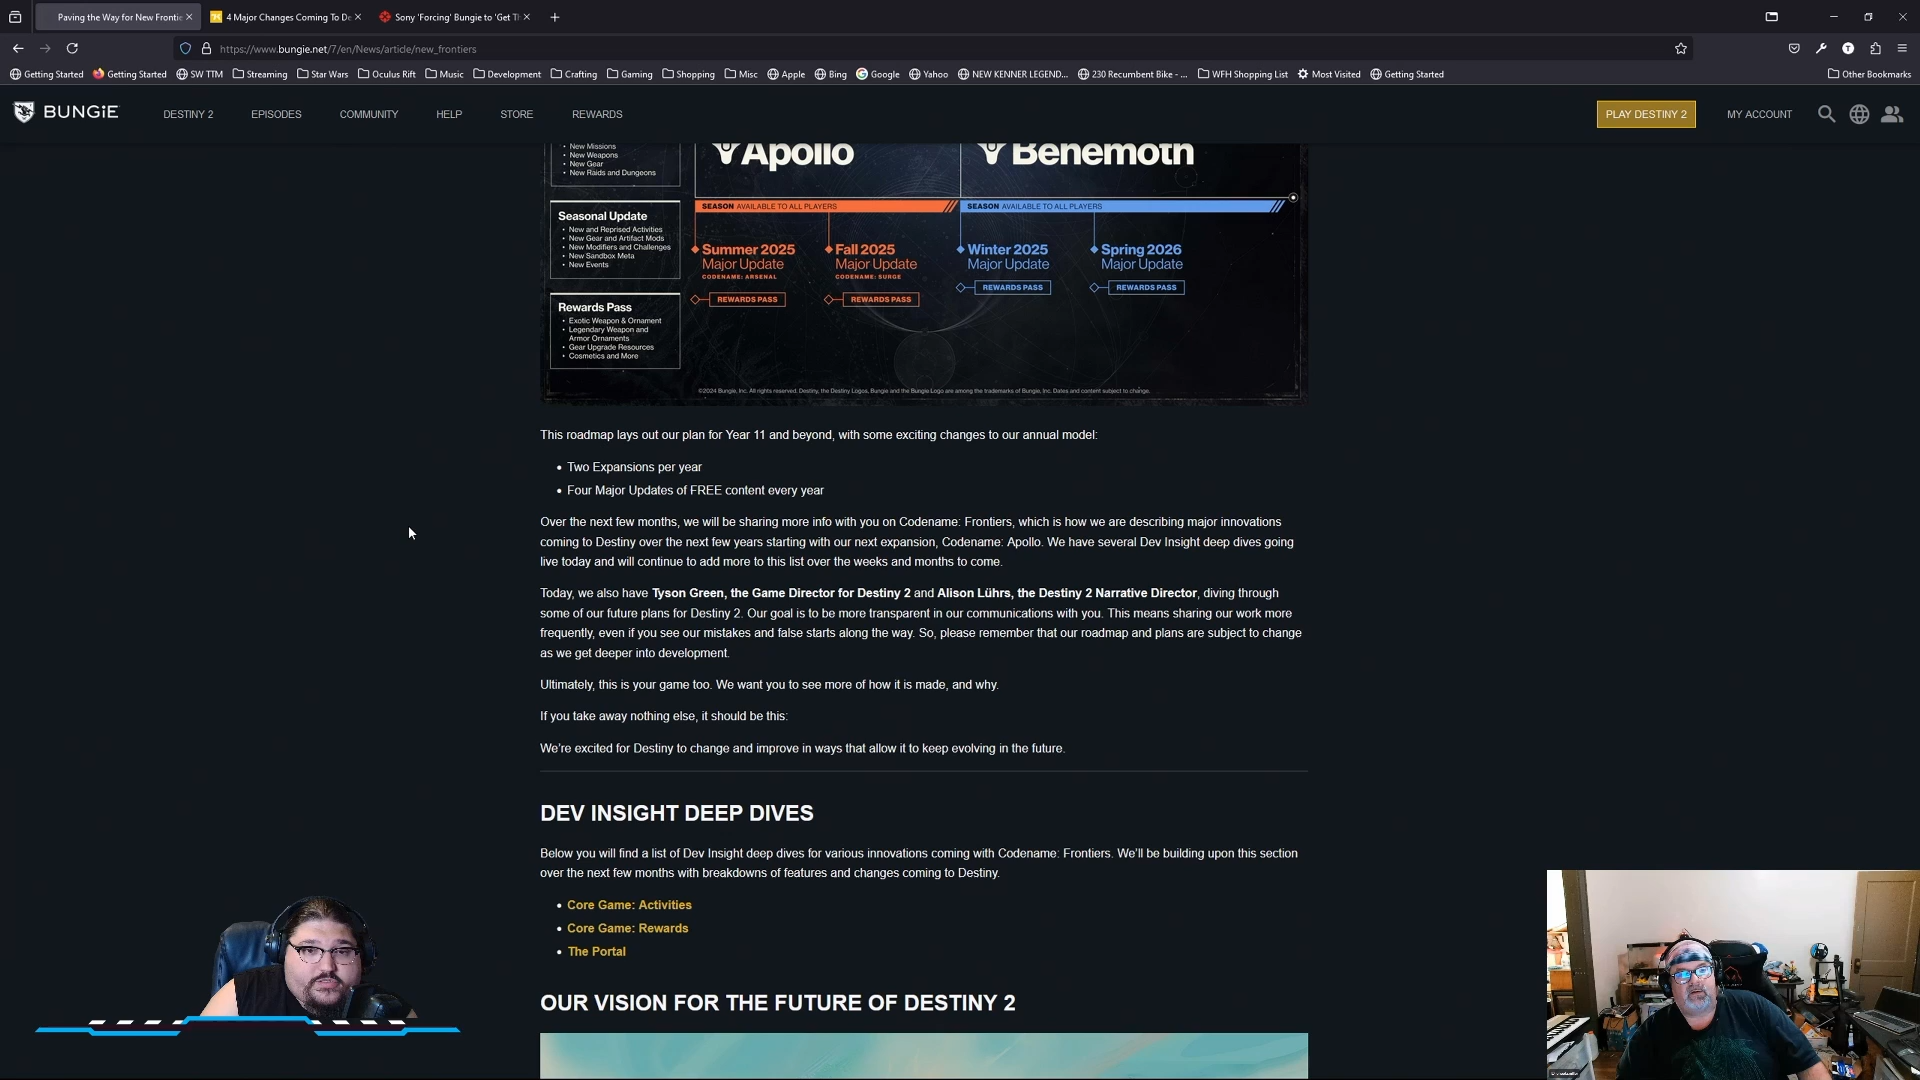 Paving the Way for New Frontie
4 Major Changes Coming To De
Sony 'Forcing' Bungie to 'Get Th
https://www.bungie.net/7/en/News/article/new_frontiers
Getting Started
Getting Started
SW TTM
Streaming
Star Wars
Oculus Rift
Music
Development
Crafting
Gaming
Shopping
Misc
Apple
Bing
Google
Yahoo
NEW KENNER LEGEND...
230 Recumbent Bike - ...
WFH Shopping List
Most Visited
Getting Started
Other Bookmarks
BUNGiE
DESTINY 2
EPISODES
COMMUNITY
HELP
STORE
REWARDS
PLAY DESTINY 2
MY ACCOUNT
• New Missions
• New Weapons
• New Gear
• New Raids and Dungeons
Apollo
Behemoth
SEASON AVAILABLE TO ALL PLAYERS
SEASON AVAILABLE TO ALL PLAYERS
Seasonal Update
• New and Reprised Activities
• New Gear and Artifact Mods
• New Modifiers and Challenges
• New Sandbox Meta
• New Events
Summer 2025
Major Update
CODENAME: ARSENAL
REWARDS PASS
Fall 2025
Major Update
CODENAME: SURGE
REWARDS PASS
Winter 2025
Major Update
REWARDS PASS
Spring 2026
Major Update
REWARDS PASS
Rewards Pass
• Exotic Weapon & Ornament
• Legendary Weapon and
Armor Ornaments
• Gear Upgrade Resources
• Cosmetics and More
©2024 Bungie, Inc. All rights reserved. Destiny, the Destiny Logos, Bungie and the Bungie Logo are among the trademarks of Bungie, Inc. Dates and content subject to change.
This roadmap lays out our plan for Year 11 and beyond, with some exciting changes to our annual model:
• Two Expansions per year
• Four Major Updates of FREE content every year
Over the next few months, we will be sharing more info with you on Codename: Frontiers, which is how we are describing major innovations
coming to Destiny over the next few years starting with our next expansion, Codename: Apollo. We have several Dev Insight deep dives going
live today and will continue to add more to this list over the weeks and months to come.
Today, we also have Tyson Green, the Game Director for Destiny 2 and Alison Lührs, the Destiny 2 Narrative Director, diving through
some of our future plans for Destiny 2. Our goal is to be more transparent in our communications with you. This means sharing our work more
frequently, even if you see our mistakes and false starts along the way. So, please remember that our roadmap and plans are subject to change
as we get deeper into development.
Ultimately, this is your game too. We want you to see more of how it is made, and why.
If you take away nothing else, it should be this:
We're excited for Destiny to change and improve in ways that allow it to keep evolving in the future.
DEV INSIGHT DEEP DIVES
Below you will find a list of Dev Insight deep dives for various innovations coming with Codename: Frontiers. We'll be building upon this section
over the next few months with breakdowns of features and changes coming to Destiny.
• Core Game: Activities
• Core Game: Rewards
• The Portal
OUR VISION FOR THE FUTURE OF DESTINY 2